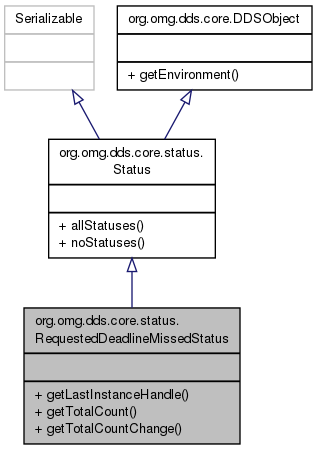 Serializable
org.omg.dds.core.DDSObject
+ getEnvironment()
org.omg.dds.core.status.
Status
+ allStatuses()
+ noStatuses()
org.omg.dds.core.status.
RequestedDeadlineMissedStatus
+ getLastInstanceHandle()
+ getTotalCount()
+ getTotalCountChange()